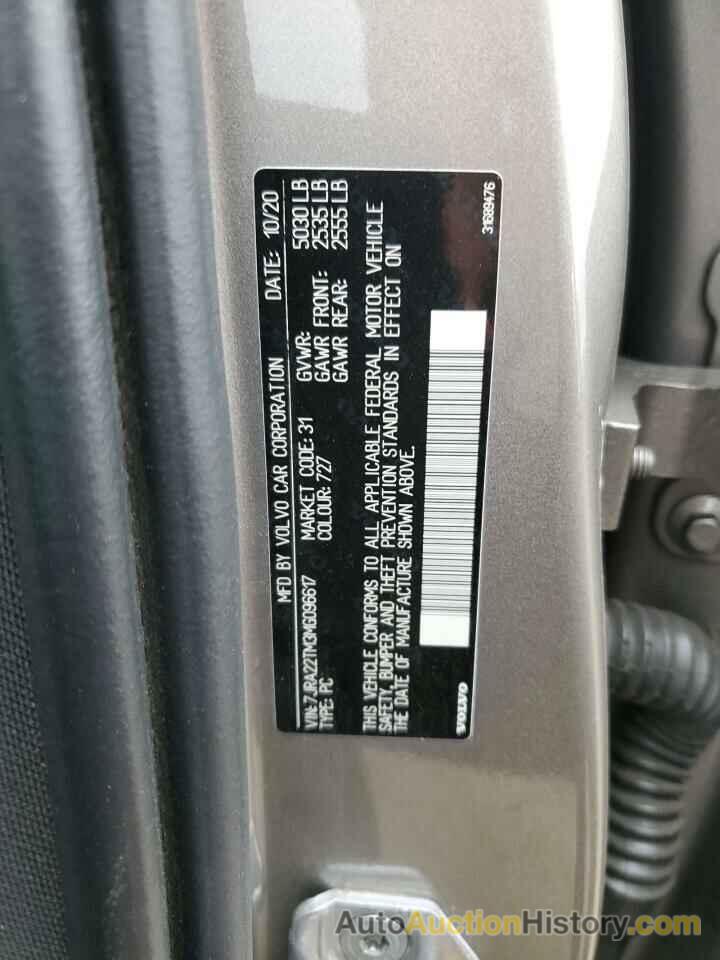 MFD BY VOLVO CAR CORPORATION DATE: 10/20
VIN: 7JRA22TM3MG096617 MARKET CODE: 31 GVWR: 5030 LB
TYPE: PC COLOUR: 727 GAWR FRONT: 2535 LB
GAWR REAR: 2555 LB
THIS VEHICLE CONFORMS TO ALL APPLICABLE FEDERAL MOTOR VEHICLE
SAFETY, BUMPER AND THEFT PREVENTION STANDARDS IN EFFECT ON
THE DATE OF MANUFACTURE SHOWN ABOVE.
VOLVO 31689476
AutoAuctionHistory.com